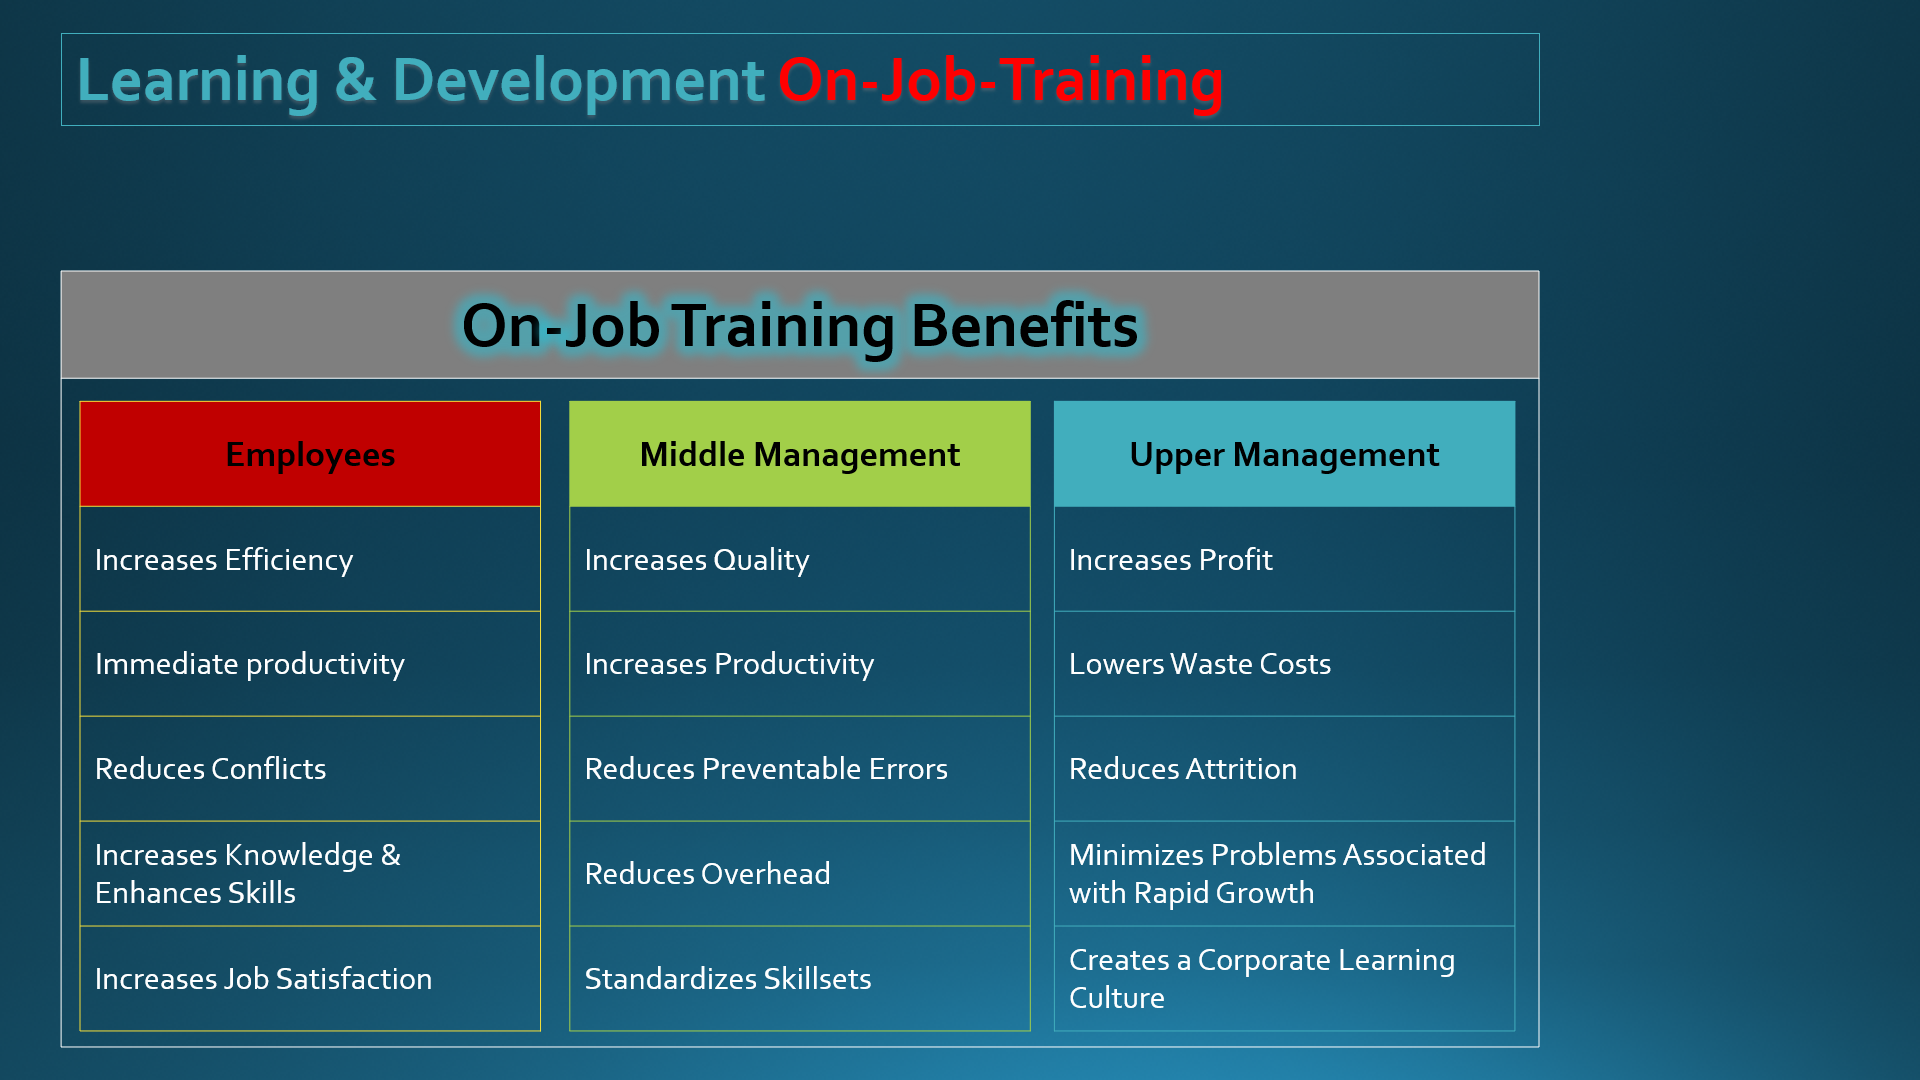 Learning & Development On-Job-Training
On-Job Training Benefits
Employees
Increases Efficiency
Immediate productivity
Reduces Conflicts
Increases Knowledge &
Enhances Skills
Increases Job Satisfaction
Middle Management
Increases Quality
Increases Productivity
Reduces Preventable Errors
Reduces Overhead
Standardizes Skillsets
Upper Management
Increases Profit
Lowers Waste Costs
Reduces Attrition
Minimizes Problems Associated
with Rapid Growth
Creates a Corporate Learning
Culture